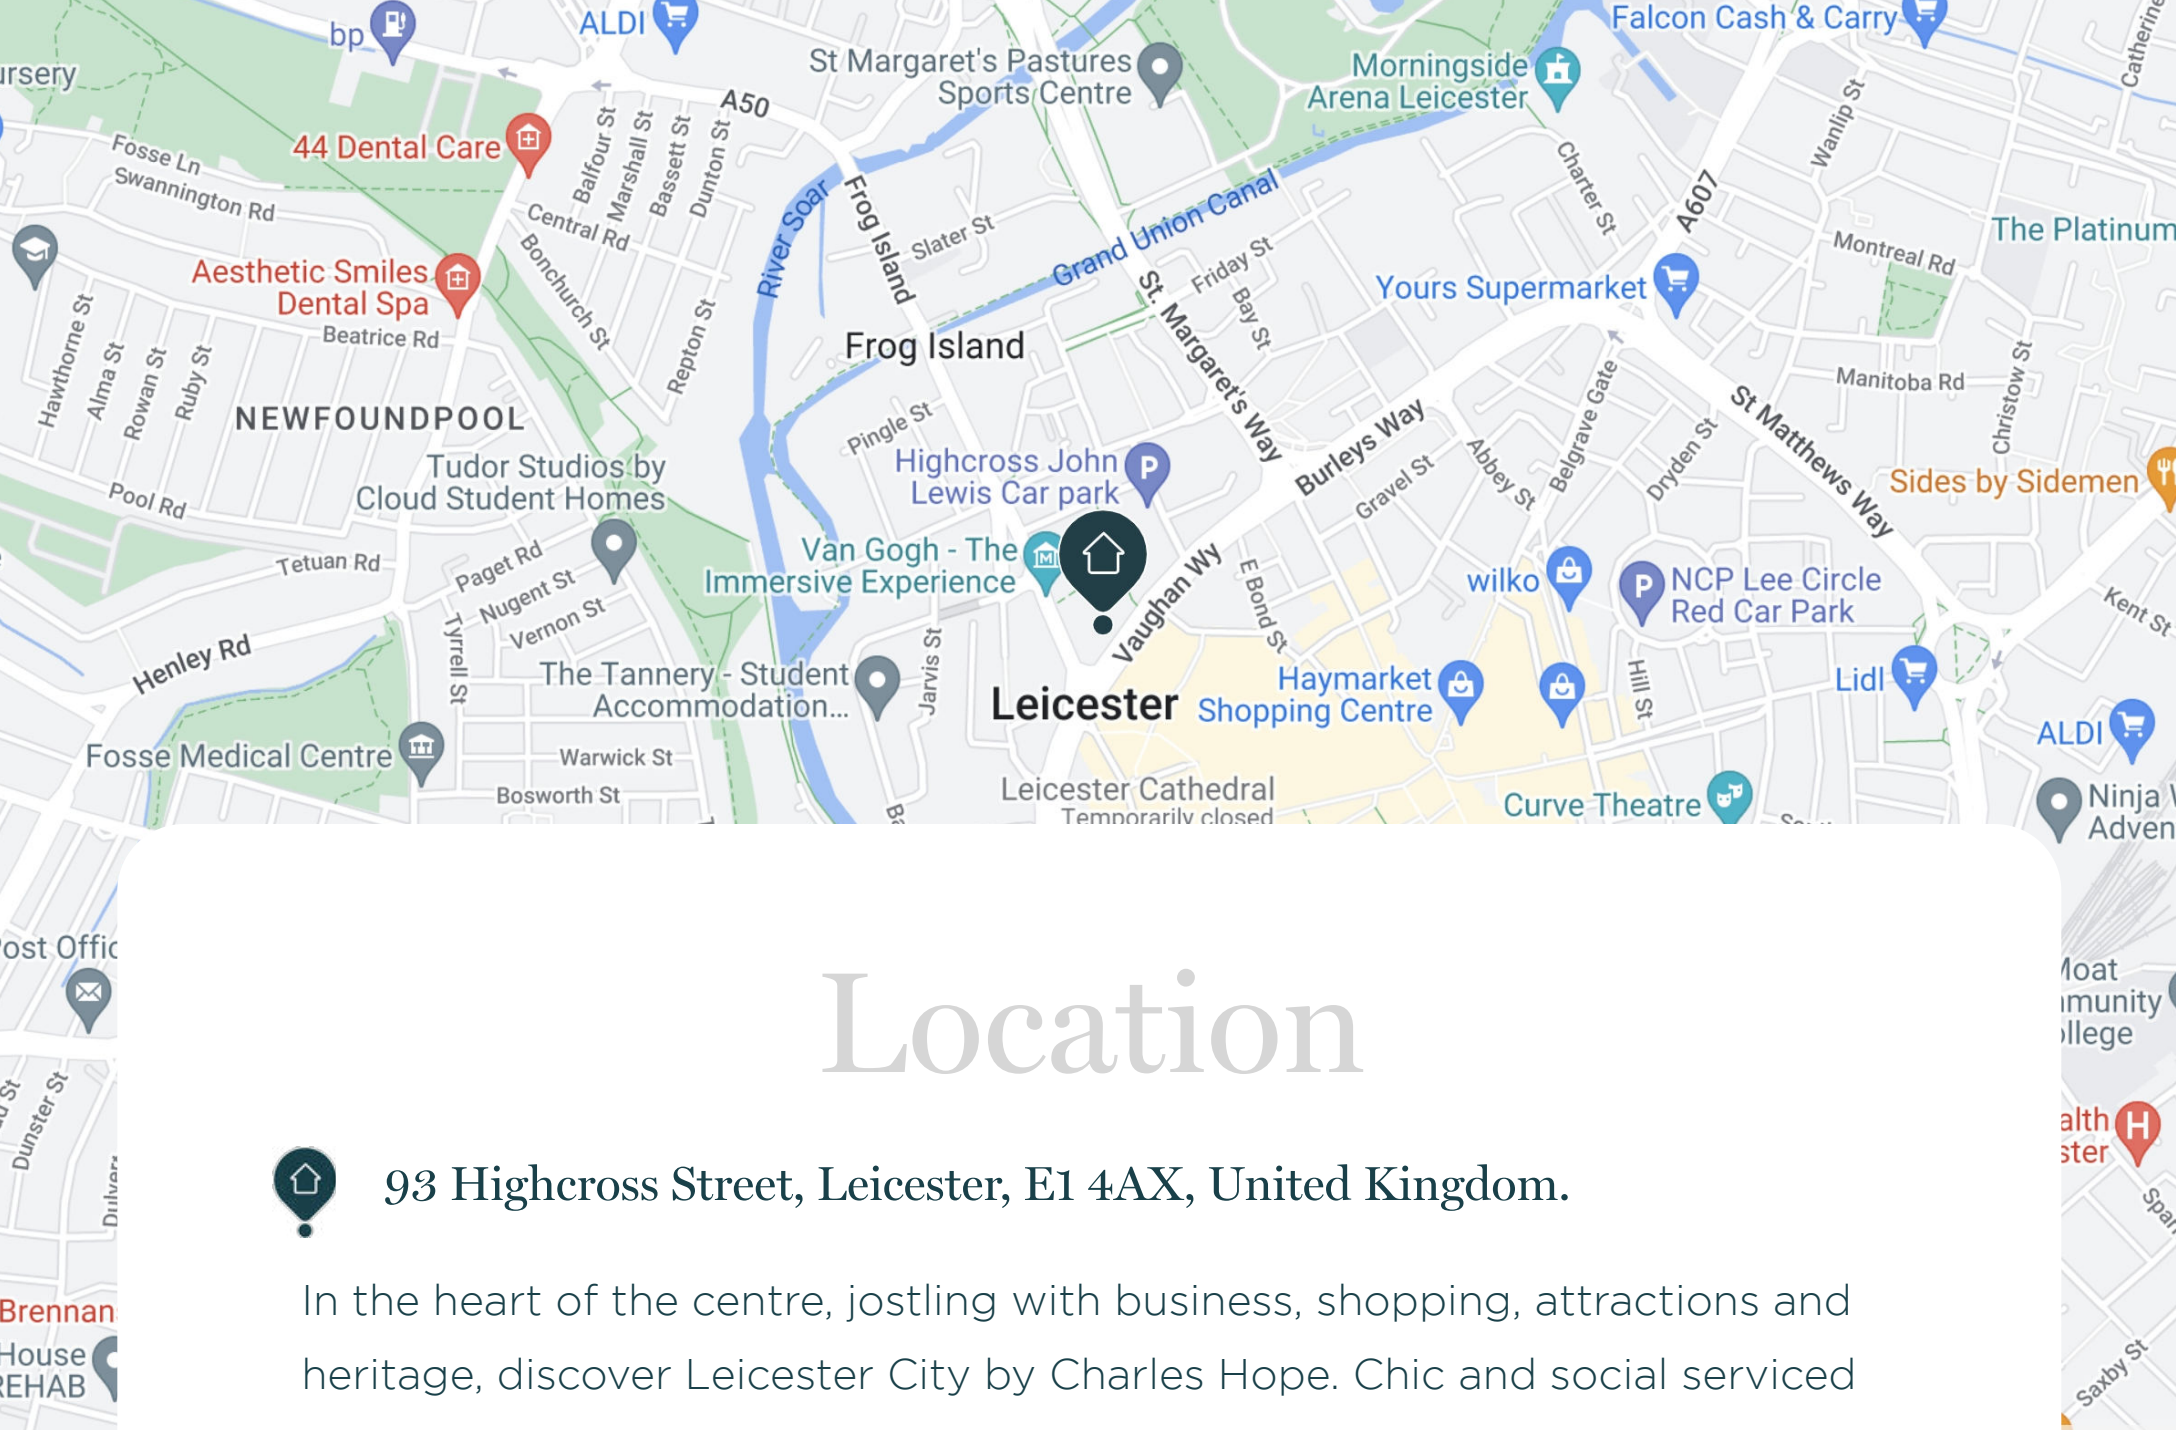 bp
ALDI
Falcon Cash & Carry
St Margaret's Pastures
Sports Centre
Morningside
Arena Leicester
A50
44 Dental Care
Fosse Ln
Swannington Rd
Balfour St
Marshall St
Bassett St
Dunton St
Central Rd
Bonchurch St
River Soar
Frog Island
Slater St
Grand Union Canal
Friday St
Bay St
Charter St
A607
Wanlip St
Montreal Rd
The Platinum
Aesthetic Smiles
Dental Spa
Beatrice Rd
Hawthorne St
Alma St
Rowan St
Ruby St
Repton St
Frog Island
St. Margaret's Way
Yours Supermarket
Manitoba Rd
Christow St
NEWFOUNDPOOL
Pingle St
Burleys Way
Belgrave Gate
Dryden St
St Matthews Way
Tudor Studios by
Cloud Student Homes
Highcross John
Lewis Car park
P
Gravel St
Abbey St
Sides by Sidemen
Pool Rd
Tetuan Rd
Paget Rd
Nugent St
Vernon St
Van Gogh - The
Immersive Experience
M
Vaughan Wy
E Bond St
wilko
P
NCP Lee Circle
Red Car Park
Kent St
Henley Rd
Tyrrell St
The Tannery - Student
Accommodation...
Jarvis St
Leicester
Haymarket
Shopping Centre
Hill St
Lidl
ALDI
Fosse Medical Centre
Warwick St
Bosworth St
Leicester Cathedral
Temporarily closed
Curve Theatre
Ninja
Adven
Location
Dunster St
H
93 Highcross Street, Leicester, E1 4AX, United Kingdom.
In the heart of the centre, jostling with business, shopping, attractions and
heritage, discover Leicester City by Charles Hope. Chic and social serviced
Brennan
House
REHAB
Saxby St